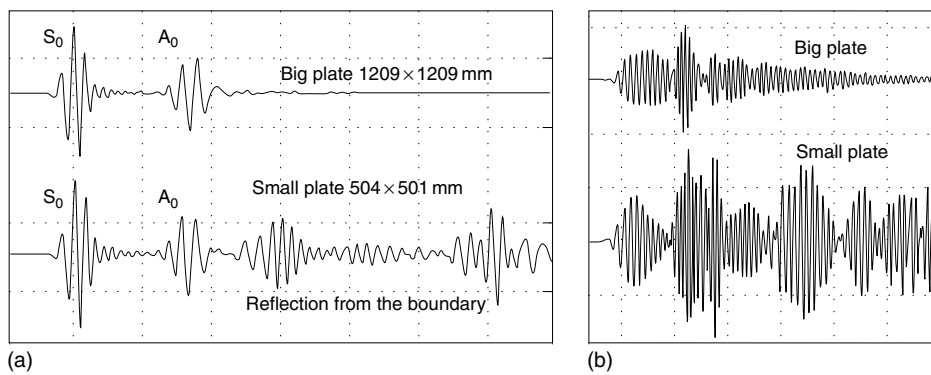 S₀
A₀
Big plate 1209 × 1209 mm
S₀
A₀
Small plate 504 × 501 mm
Reflection from the boundary
(a)
Big plate
Small plate
(b)